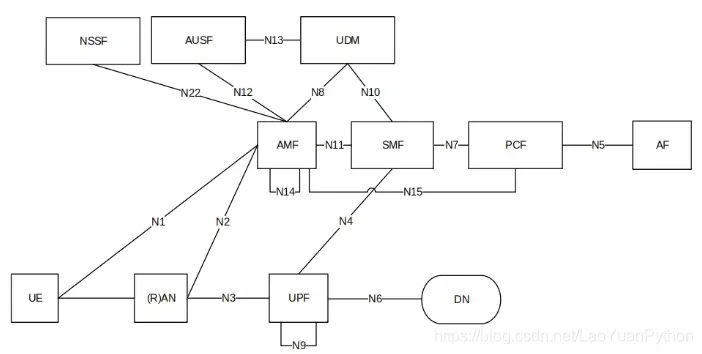 NSSF
AUSF
N13
UDM
N22
N12
N8
N10
AMF
N11
SMF
N7
PCF
N5
AF
N14
N15
N1
N2
N4
UE
(R)AN
N3
UPF
N6
DN
N9
https://blog.csdn.net/LaoYuanPython